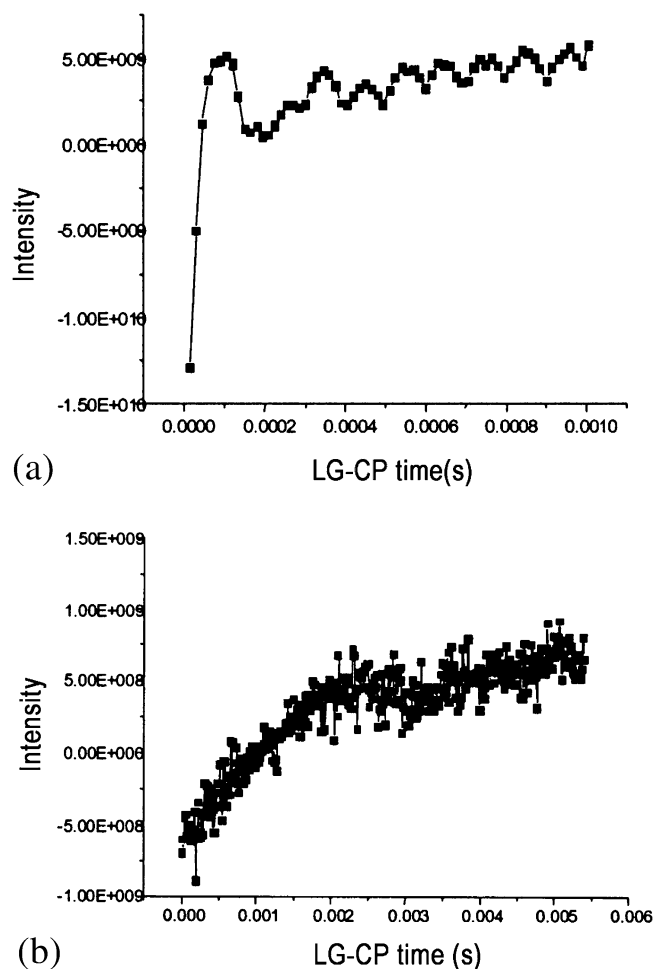 5.00E+009
0.00E+000
-5.00E+009
-1.00E+010
-1.50E+010
Intensity
0.0000 0.0002 0.0004 0.0006 0.0008 0.0010
LG-CP time(s)
(a)
1.50E+009
1.00E+009
5.00E+008
0.00E+000
-5.00E+008
-1.00E+009
Intensity
0.000 0.001 0.002 0.003 0.004 0.005 0.006
LG-CP time (s)
(b)